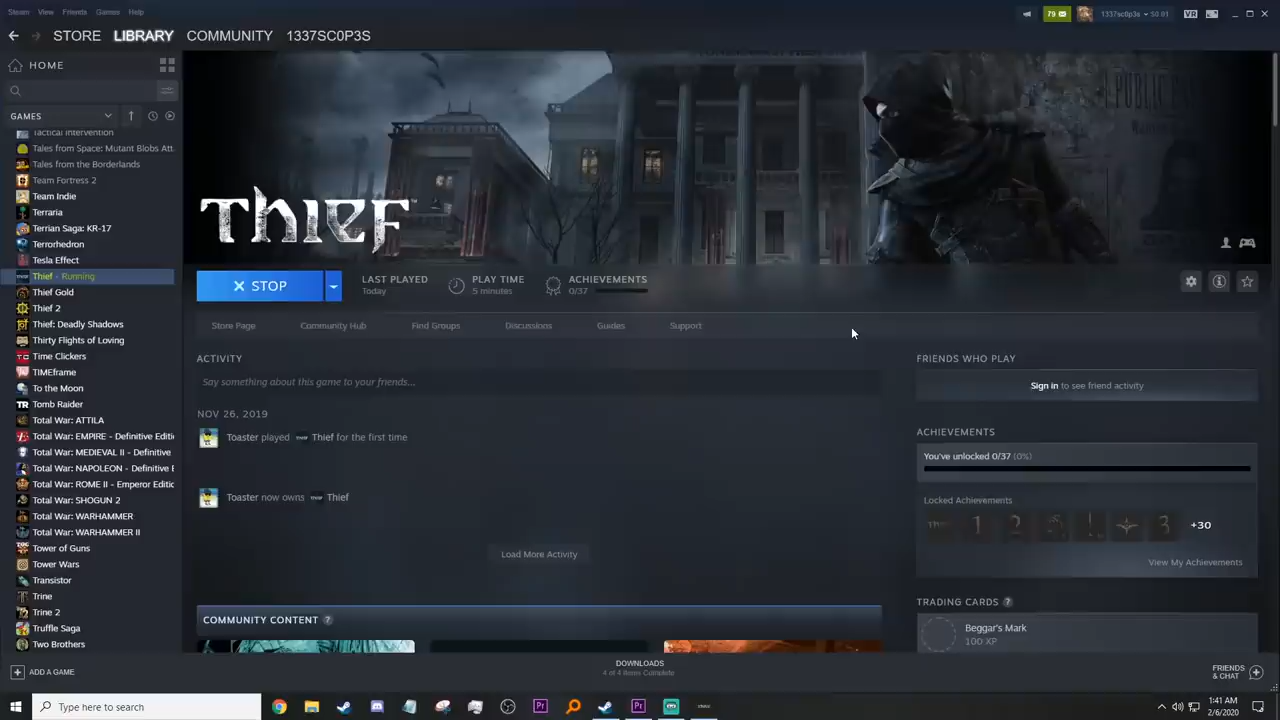 Steam View Friends Games Help
79
1337sc0p3s
$0.01
VR
STORE LIBRARY COMMUNITY 1337SC0P3S
HOME
GAMES
Tactical Intervention
Tales from Space: Mutant Blobs Att
Tales from the Borderlands
Team Fortress 2
Team Indie
Terraria
Terrian Saga: KR-17
Terrorhedron
Tesla Effect
Thief - Running
Thief Gold
Thief 2
Thief: Deadly Shadows
Thirty Flights of Loving
Time Clickers
TIMEframe
To the Moon
Tomb Raider
Total War: ATTILA
Total War: EMPIRE - Definitive Edition
Total War: MEDIEVAL II - Definitive
Total War: NAPOLEON - Definitive E
Total War: ROME II - Emperor Editic
Total War: SHOGUN 2
Total War: WARHAMMER
Total War: WARHAMMER II
Tower of Guns
Tower Wars
Transistor
Trine
Trine 2
Truffle Saga
Two Brothers
PUBLIC
THIEF
STOP
LAST PLAYED
Today
PLAY TIME
5 minutes
ACHIEVEMENTS
0/37
Store Page Community Hub Find Groups Discussions Guides Support
ACTIVITY
Say something about this game to your friends...
NOV 26, 2019
Toaster played Thief for the first time
Toaster now owns Thief
Load More Activity
COMMUNITY CONTENT ?
FRIENDS WHO PLAY
Sign in to see friend activity
ACHIEVEMENTS
You've unlocked 0/37 (0%)
Locked Achievements
1 2 3 +30
View My Achievements
TRADING CARDS ?
Beggar's Mark
100 XP
ADD A GAME
DOWNLOADS
4 of 4 Items Complete
FRIENDS
& CHAT
Type here to search
1:41 AM
2/6/2020